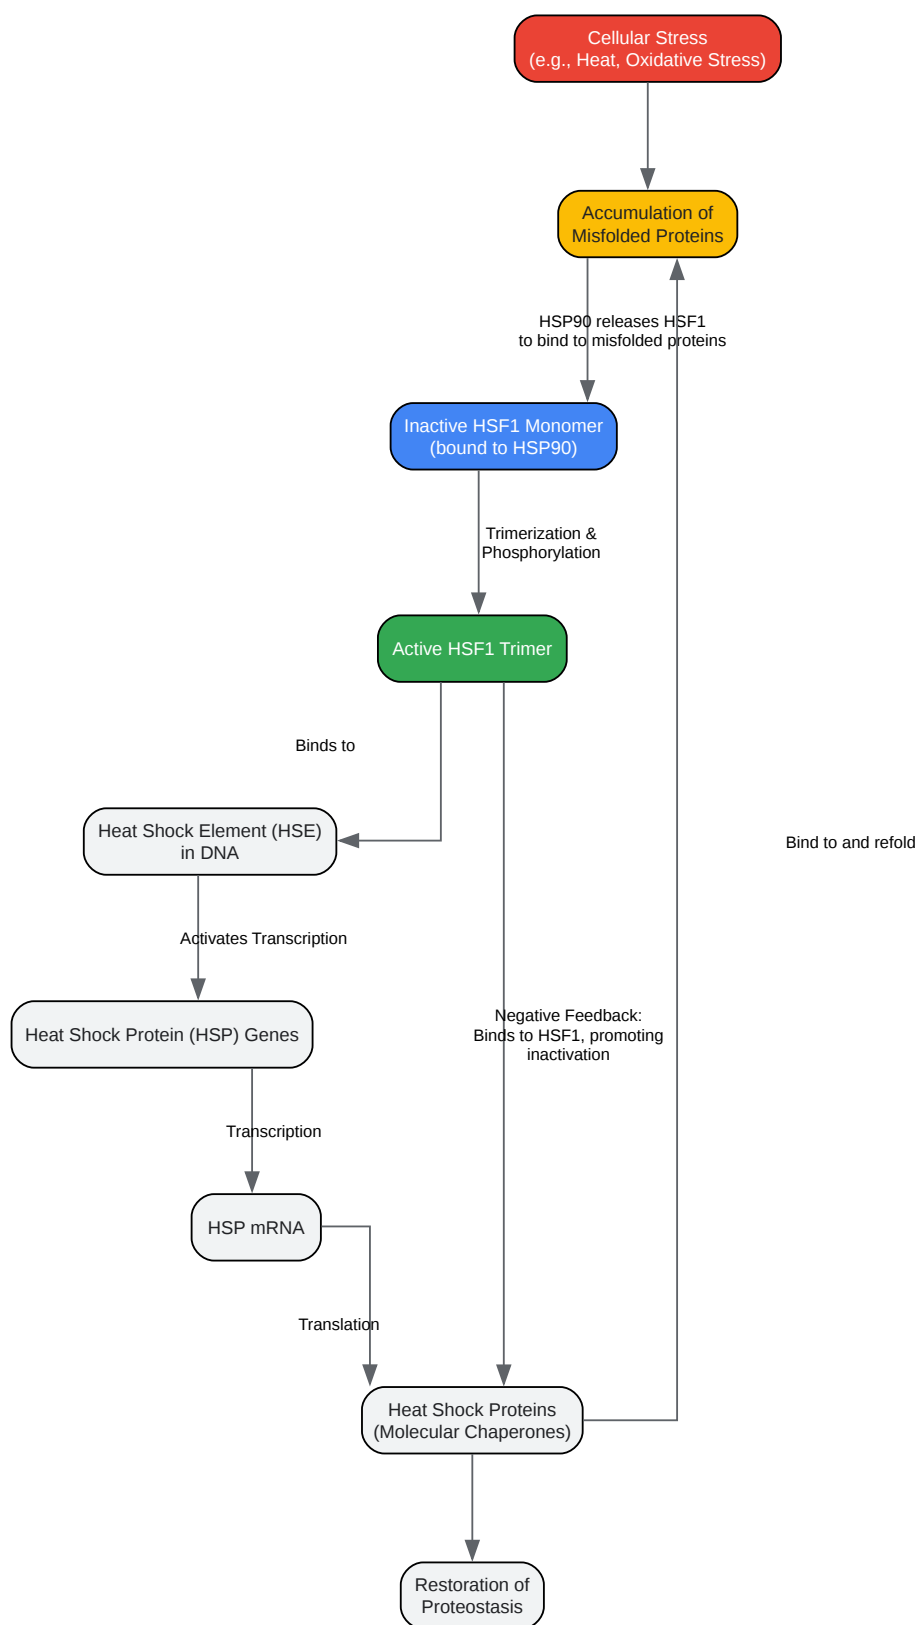 Cellular Stress
(e.g., Heat, Oxidative Stress)
Accumulation of
Misfolded Proteins
HSP90 releases HSF1
to bind to misfolded proteins
Inactive HSF1 Monomer
(bound to HSP90)
Trimerization &
Phosphorylation
Active HSF1 Trimer
Binds to
Heat Shock Element (HSE)
in DNA
Bind to and refold
Activates Transcription
Heat Shock Protein (HSP) Genes
Negative Feedback:
Binds to HSF1, promoting
inactivation
Transcription
HSP mRNA
Translation
Heat Shock Proteins
(Molecular Chaperones)
Restoration of
Proteostasis